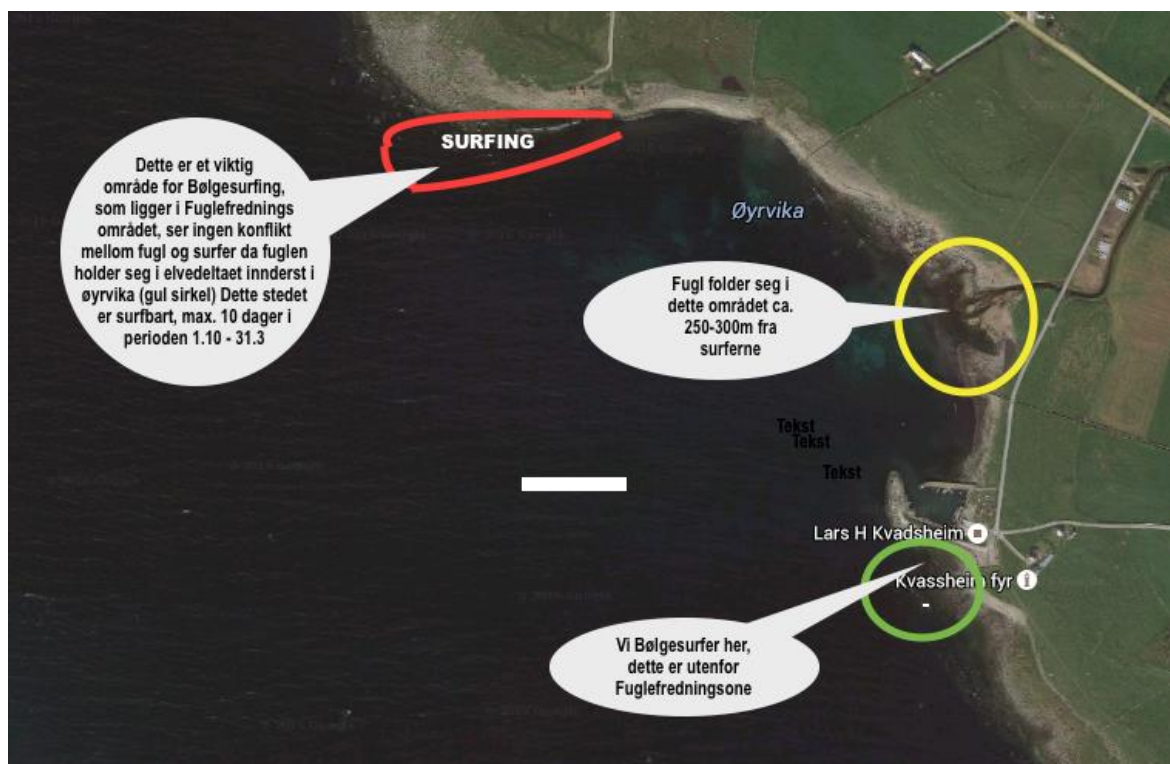 SURFING
Dette er et viktig
område for Bølgesurfing,
som ligger i Fuglefrednings
området, ser ingen konflikt
mellom fugl og surfer da fuglen
holder seg i elvedeltaet innderst i
øyrvika (gul sirkel) Dette stedet
er surfbart, max. 10 dager i
perioden 1.10 - 31.3
Øyrvika
Fugl folder seg i
dette området ca.
250-300m fra
surferne
Tekst
Tekst
Tekst
Lars H Kvadsheim
Kvassheim fyr
Vi Bølgesurfer her,
dette er utenfor
Fuglefredningsone